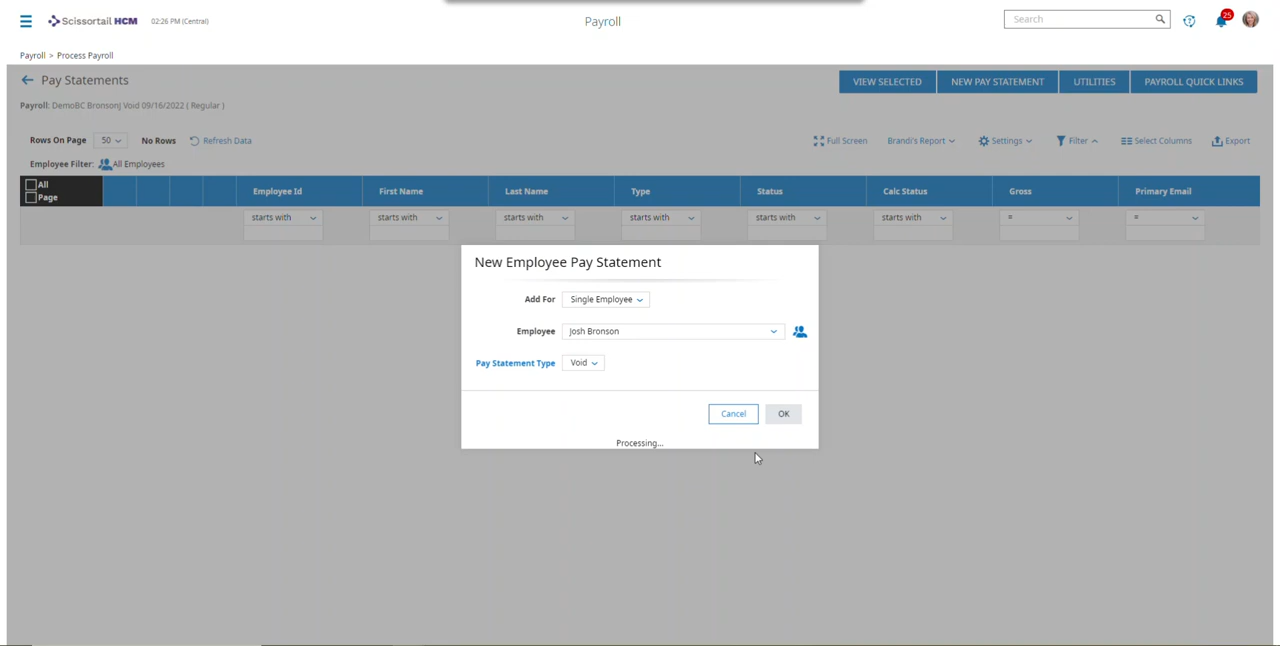 Scissortail HCM
02:26 PM (Central)
Payroll
Search
25
Payroll > Process Payroll
Pay Statements
VIEW SELECTED
NEW PAY STATEMENT
UTILITIES
PAYROLL QUICK LINKS
Payroll: DemoBC BronsonJ Void 09/16/2022 ( Regular )
Rows On Page 50 No Rows Refresh Data
Full Screen Brandi's Report Settings Filter Select Columns Export
Employee Filter: All Employees
All
Page
Employee Id First Name Last Name Type Status Calc Status Gross Primary Email
starts with starts with starts with starts with starts with starts with = =
New Employee Pay Statement
Add For Single Employee
Employee Josh Bronson
Pay Statement Type Void
Cancel OK
Processing...